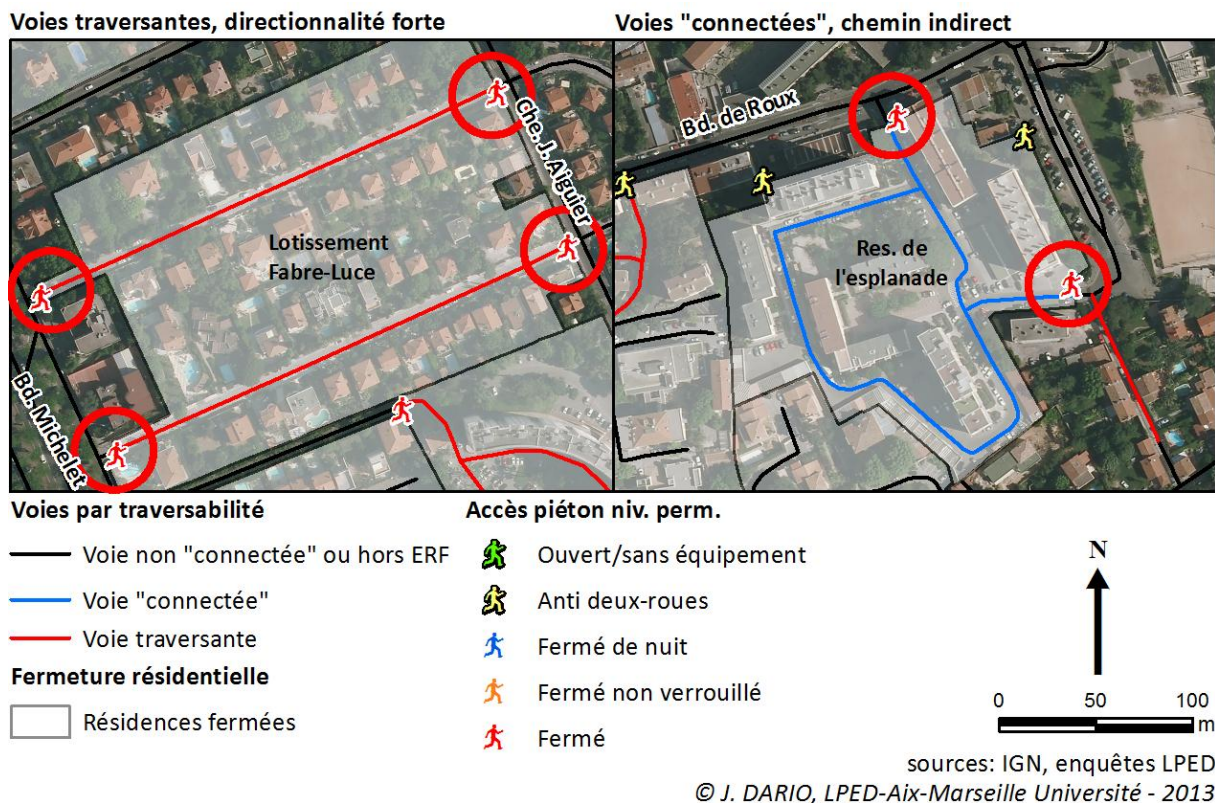 Voies traversantes, directionnalité forte
Voies "connectées", chemin indirect
Che. J. Aiguier
Lotissement
Fabre-Luce
Bd. Michelet
Bd. de Roux
Res. de
l'esplanade
Voies par traversabilité
Voie non "connectée" ou hors ERF
Voie "connectée"
Voie traversante
Fermeture résidentielle
Résidences fermées
Accès piéton niv. perm.
Ouvert/sans équipement
Anti deux-roues
Fermé de nuit
Fermé non verrouillé
Fermé
N
0 50 100
m
sources: IGN, enquêtes LPED
© J. DARIO, LPED-Aix-Marseille Université - 2013